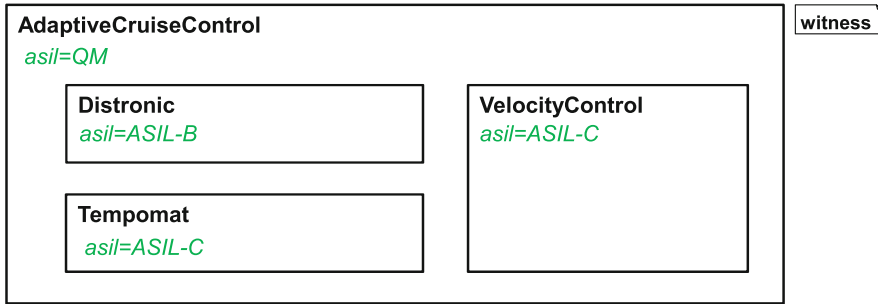 AdaptiveCruiseControl
asil=QM
witness
Distronic
asil=ASIL-B
VelocityControl
asil=ASIL-C
Tempomat
asil=ASIL-C